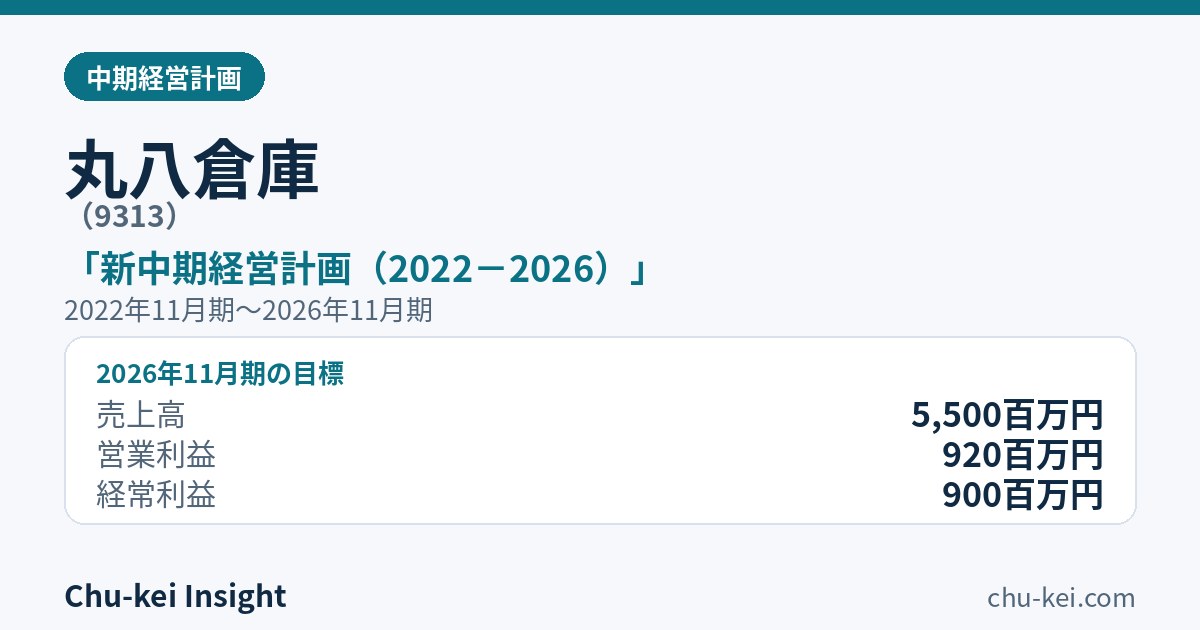 中期経営計画
丸八倉庫
（9313）
「新中期経営計画（2022－2026）」
2022年11月期～2026年11月期
2026年11月期の目標
売上高 5,500百万円
営業利益 920百万円
経常利益 900百万円
Chu-kei Insight chu-kei.com